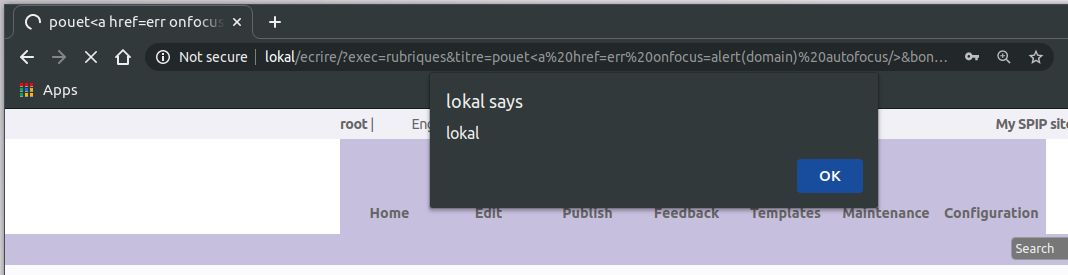 pouet<a href=err onfocus
Not secure
lokal/ecrire/?exec=rubriques&titre=pouet<a%20href=err%20onfocus=alert(domain)%20autofocus/>&bon…
Apps
lokal says
lokal
OK
root |
My SPIP site
Home Edit Publish Feedback Templates Maintenance Configuration
Search